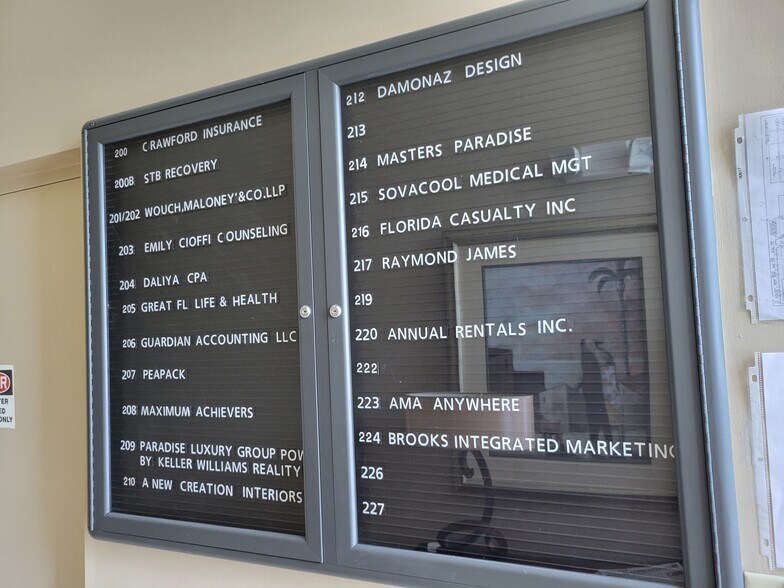 200 CRAWFORD INSURANCE
200B STB RECOVERY
201/202 WOUCH,MALONEY'&CO.LLP
203 EMILY CIOFFI COUNSELING
204 DALIYA CPA
205 GREAT FL LIFE & HEALTH
206 GUARDIAN ACCOUNTING LLC
207 PEAPACK
208 MAXIMUM ACHIEVERS
209 PARADISE LUXURY GROUP POW
BY KELLER WILLIAMS REALITY
210 A NEW CREATION INTERIORS
212 DAMONAZ DESIGN
213
214 MASTERS PARADISE
215 SOVACOOL MEDICAL MGT
216 FLORIDA CASUALTY INC
217 RAYMOND JAMES
219
220 ANNUAL RENTALS INC.
222
223 AMA ANYWHERE
224 BROOKS INTEGRATED MARKETING
226
227
ONLY